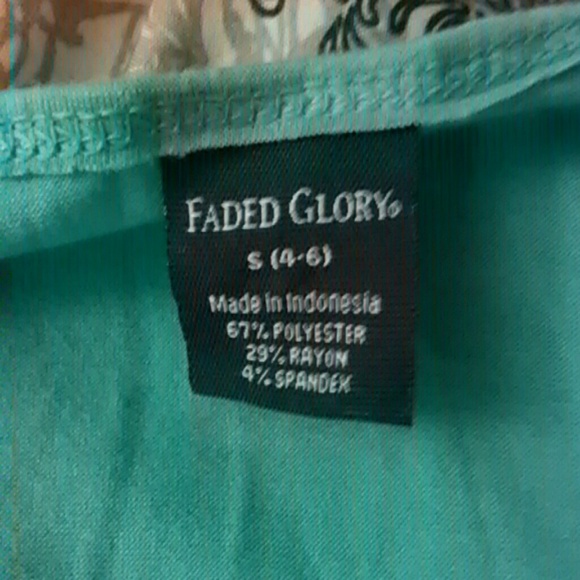 FADED GLORY®
S (4-6)
Made in Indonesia
67% POLYESTER
29% RAYON
4% SPANDEX